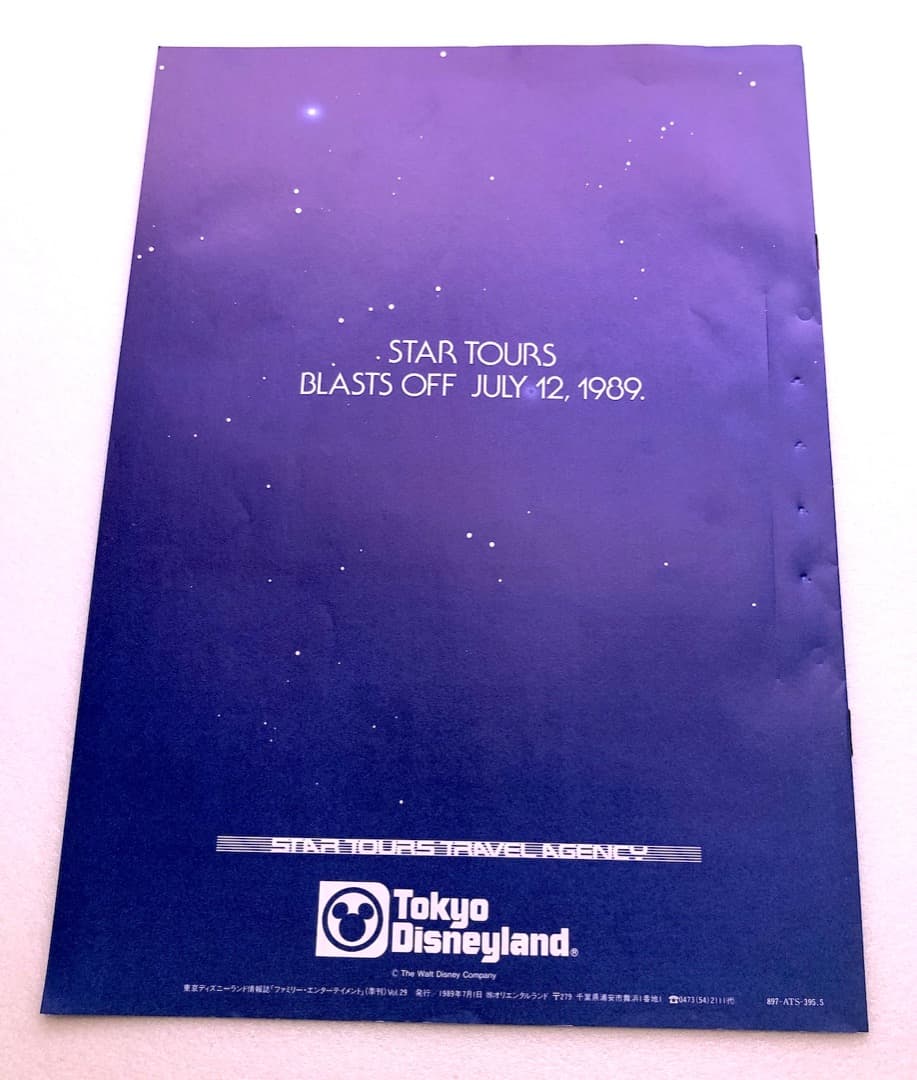 STAR TOURS
BLASTS OFF JULY 12, 1989.
STAR TOURS TRAVEL AGENCY
Tokyo
Disneyland®
© The Walt Disney Company
東京ディズニーランド情報誌「ファミリー・エンターテイメント」(季刊)Vol.29 発行/1989年7月1日 ㈱オリエンタルランド 〒279 千葉県浦安市舞浜1番地1 ☎0473(54)2111代 897-ATS-395.5